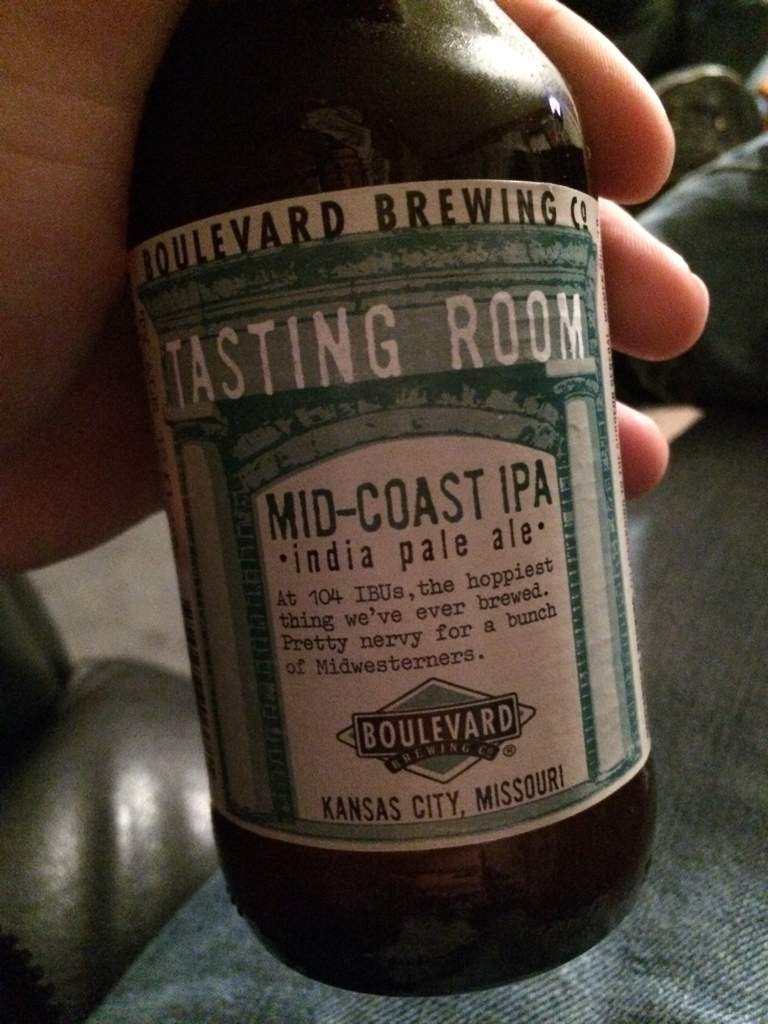 BOULEVARD BREWING CO
TASTING ROOM
MID-COAST IPA
•india pale ale•
At 104 IBUs, the hoppiest
thing we've ever brewed.
Pretty nervy for a bunch
of Midwesterners.
BOULEVARD
BREWING CO. ®
KANSAS CITY, MISSOURI